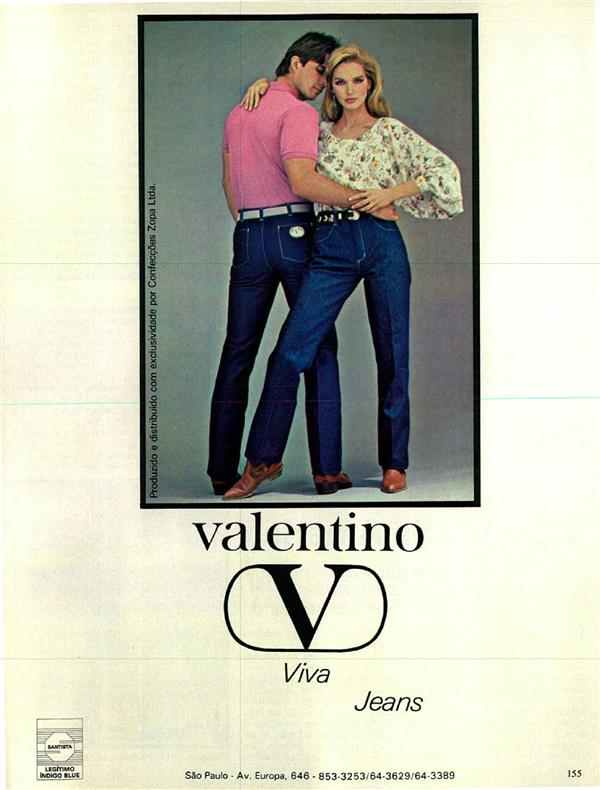 Produzido e distribuído com exclusividade por Confecções Zopa Ltda.
valentino
V
Viva
Jeans
SANTISTA
LEGÍTIMO
ÍNDIGO BLUE
São Paulo - Av. Europa, 646 - 853-3253/64-3629/64-3389
155